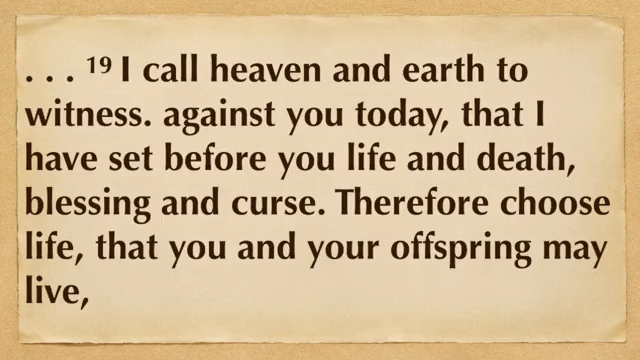 . . . ¹⁹ I call heaven and earth to
witness. against you today, that I
have set before you life and death,
blessing and curse. Therefore choose
life, that you and your offspring may
live,